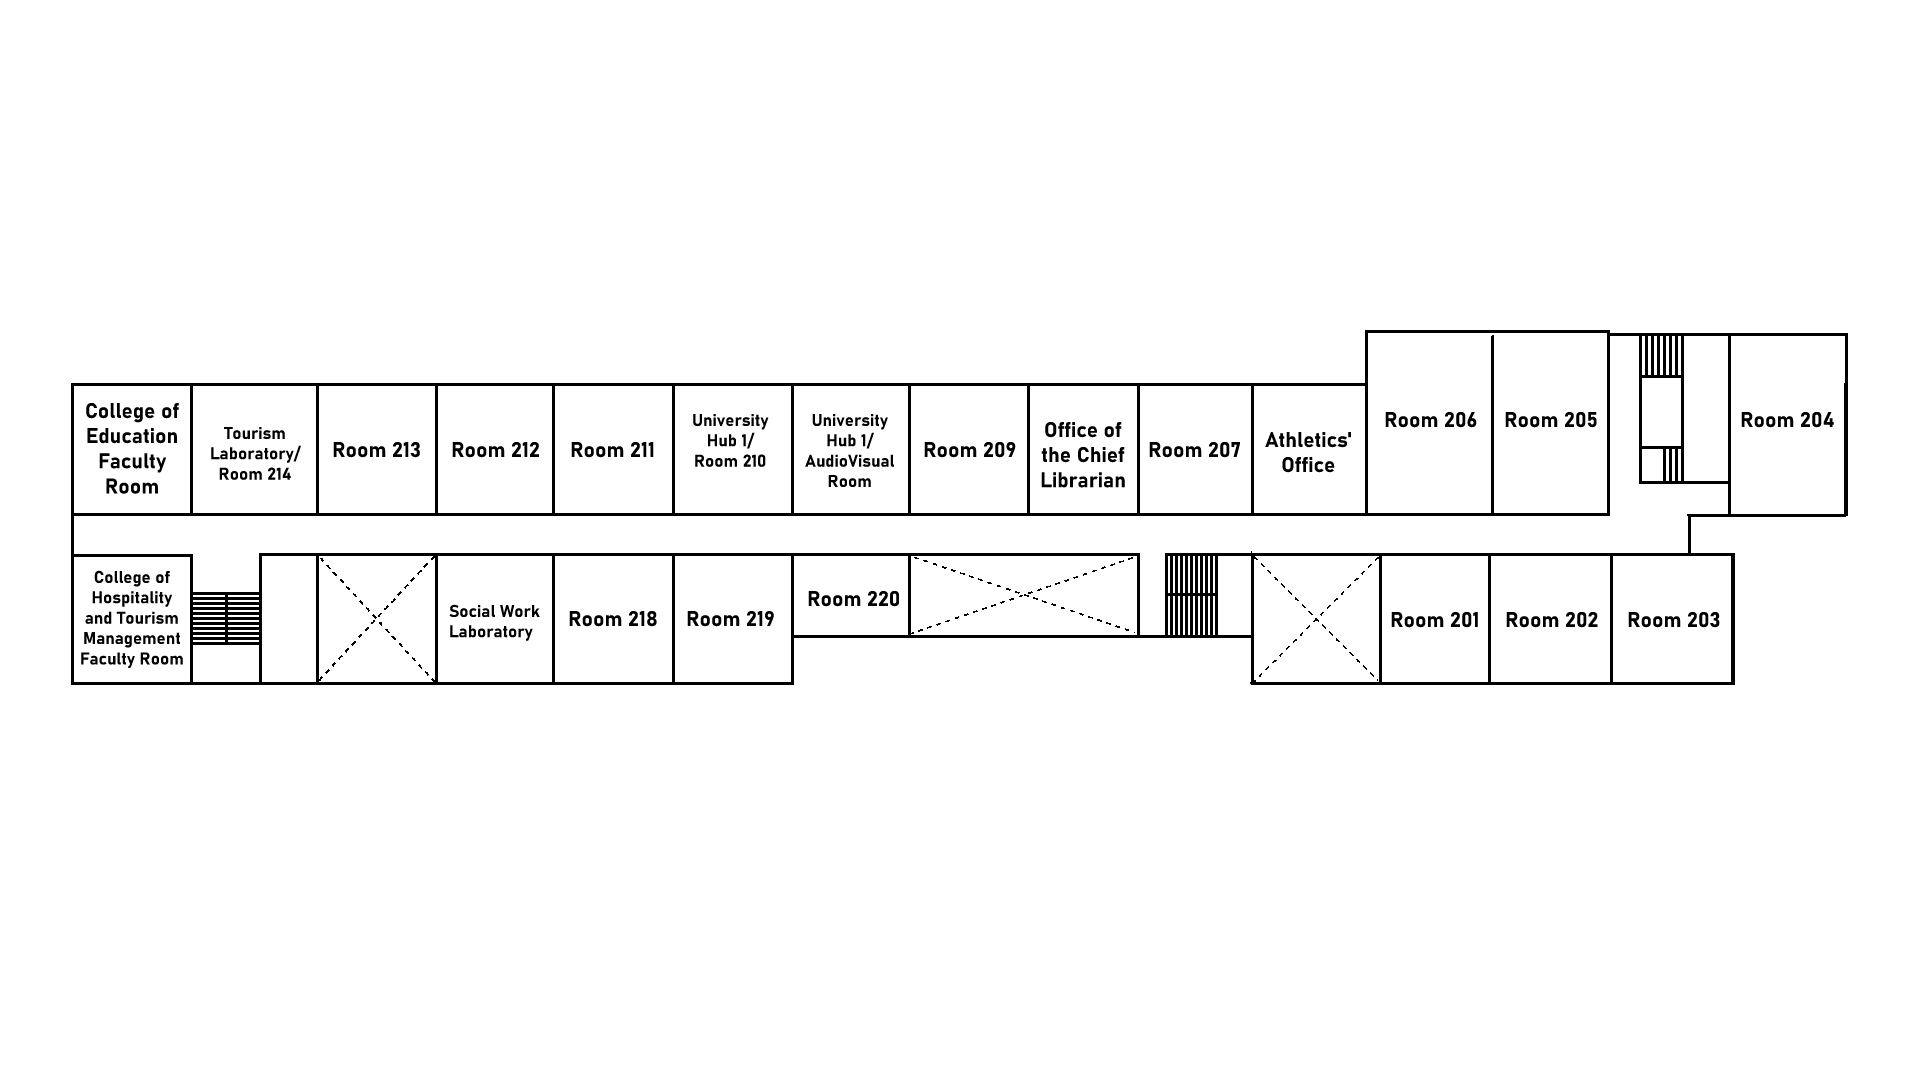 College of
Education
Faculty
Room
Tourism
Laboratory/
Room 214
Room 213
Room 212
Room 211
University
Hub 1/
Room 210
University
Hub 1/
AudioVisual
Room
Room 209
Office of
the Chief
Librarian
Room 207
Athletics'
Office
Room 206
Room 205
Room 204
College of
Hospitality
and Tourism
Management
Faculty Room
Social Work
Laboratory
Room 218
Room 219
Room 220
Room 201
Room 202
Room 203